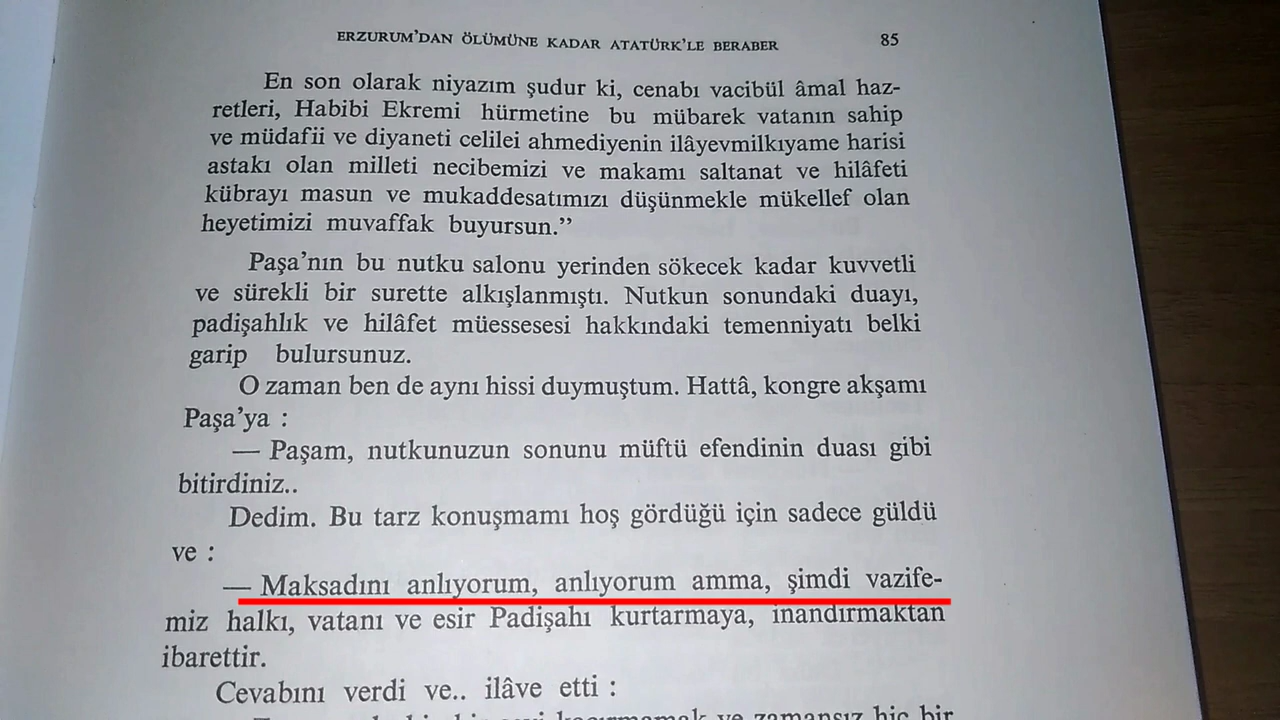 ERZURUM'DAN ÖLÜMÜNE KADAR ATATÜRK'LE BERABER 85
En son olarak niyazım şudur ki, cenabı vacibül âmal haz-
retleri, Habibi Ekremi hürmetine bu mübarek vatanın sahip
ve müdafii ve diyaneti celilei ahmediyenin ilâyevmilkıyame harisi
astakı olan milleti necibemizi ve makamı saltanat ve hilâfeti
kübrayı masun ve mukaddesatımızı düşünmekle mükellef olan
heyetimizi muvaffak buyursun.”
Paşa'nın bu nutku salonu yerinden sökecek kadar kuvvetli
ve sürekli bir surette alkışlanmıştı. Nutkun sonundaki duayı,
padişahlık ve hilâfet müessesesi hakkındaki temenniyatı belki
garip bulursunuz.
O zaman ben de aynı hissi duymuştum. Hattâ, kongre akşamı
Paşa'ya :
— Paşam, nutkunuzun sonunu müftü efendinin duası gibi
bitirdiniz..
Dedim. Bu tarz konuşmamı hoş gördüğü için sadece güldü
ve :
— Maksadını anlıyorum, anlıyorum amma, şimdi vazife-
miz halkı, vatanı ve esir Padişahı kurtarmaya, inandırmaktan
ibarettir.
Cevabını verdi ve.. ilâve etti :
ve zamansız hiç bir